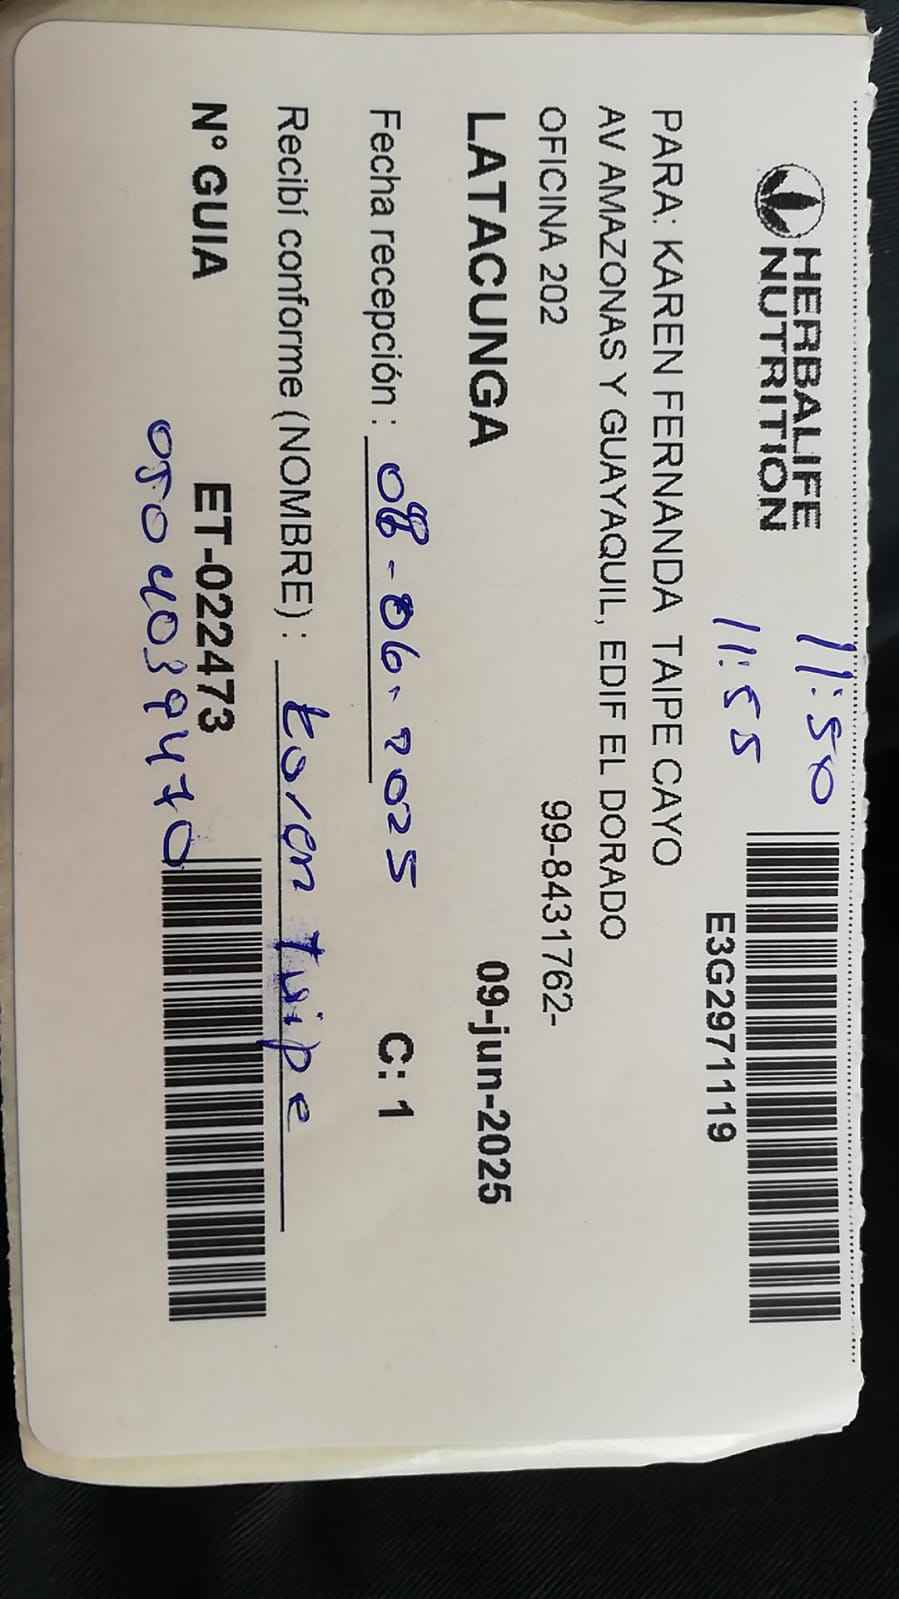 HERBALIFE
NUTRITION
11:50
11:55
E3G2971119
PARA: KAREN FERNANDA TAIPE CAYO
AV AMAZONAS Y GUAYAQUIL, EDIF EL DORADO
OFICINA 202 99-8431762-
LATACUNGA 09-jun-2025
Fecha recepción : 08-06-2025 C: 1
Recibí conforme (NOMBRE) : Karen taipe
N° GUIA ET-022473
0504039470